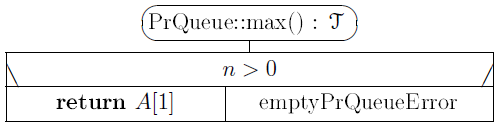 PrQueue::max() : 𝒯
n > 0
return A[1] emptyPrQueueError